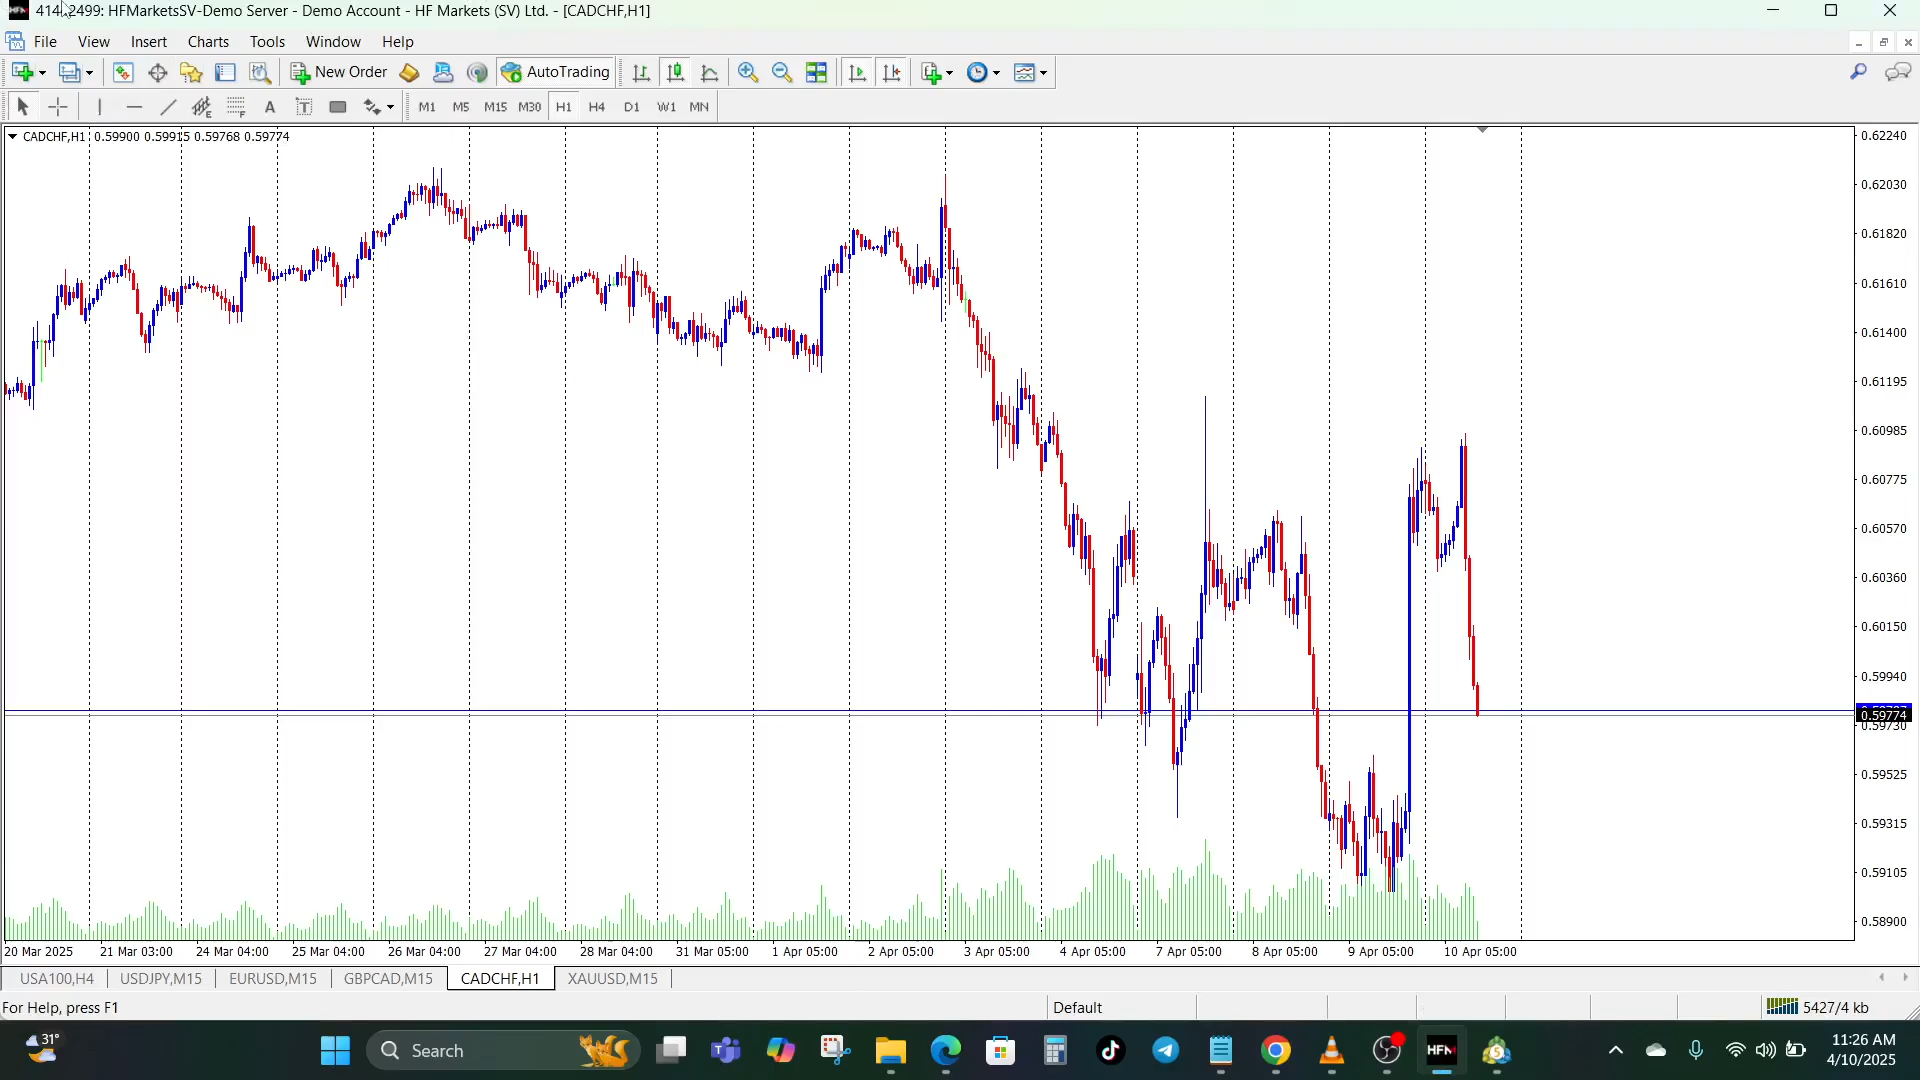 2499: HFMarketsSV-Demo Server - Demo Account - HF Markets (SV) Ltd. - [CADCHF,H1]
File View Insert Charts Tools Window Help
New Order AutoTrading
A T M1 M5 M15 M30 H1 H4 D1 W1 MN
CADCHF,H1 0.59900 0.59915 0.59768 0.59774
0.62240
0.62030
0.61820
0.61610
0.61400
0.61195
0.60985
0.60775
0.60570
0.60360
0.60150
0.59940
0.59774
0.59730
0.59525
0.59315
0.59105
0.58900
20 Mar 2025 21 Mar 03:00 24 Mar 04:00 25 Mar 04:00 26 Mar 04:00 27 Mar 04:00 28 Mar 04:00 31 Mar 05:00 1 Apr 05:00 2 Apr 05:00 3 Apr 05:00 4 Apr 05:00 7 Apr 05:00 8 Apr 05:00 9 Apr 05:00 10 Apr 05:00
USA100,H4 USDJPY,M15 EURUSD,M15 GBPCAD,M15 CADCHF,H1 XAUUSD,M15
For Help, press F1 Default 5427/4 kb
31° Search HFM 11:26 AM
4/10/2025